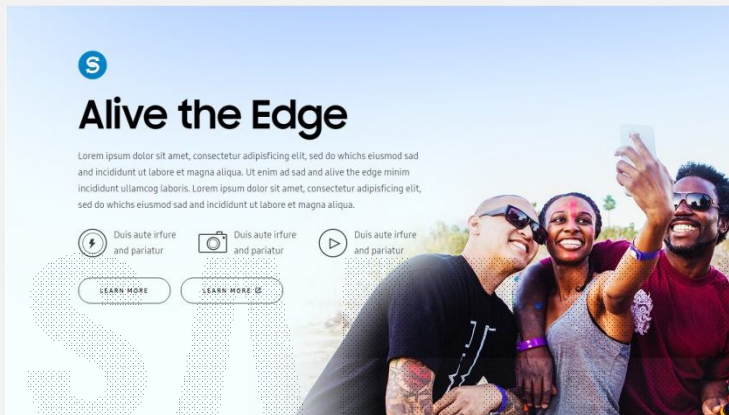 S
Alive the Edge
Lorem ipsum dolor sit amet, consectetur adipisficing elit, sed do whichs eiusmod sad
and incididunt ut labore et magna aliqua. Ut enim ad sad and alive the edge minim
incididunt ullamcog laboris. Lorem ipsum dolor sit amet, consectetur adipisficing elit,
sed do whichs eiusmod sad and incididunt ut labore et magna aliqua.
Duis aute irfure
and pariatur
Duis aute irfure
and pariatur
Duis aute irfure
and pariatur
LEARN MORE
LEARN MORE